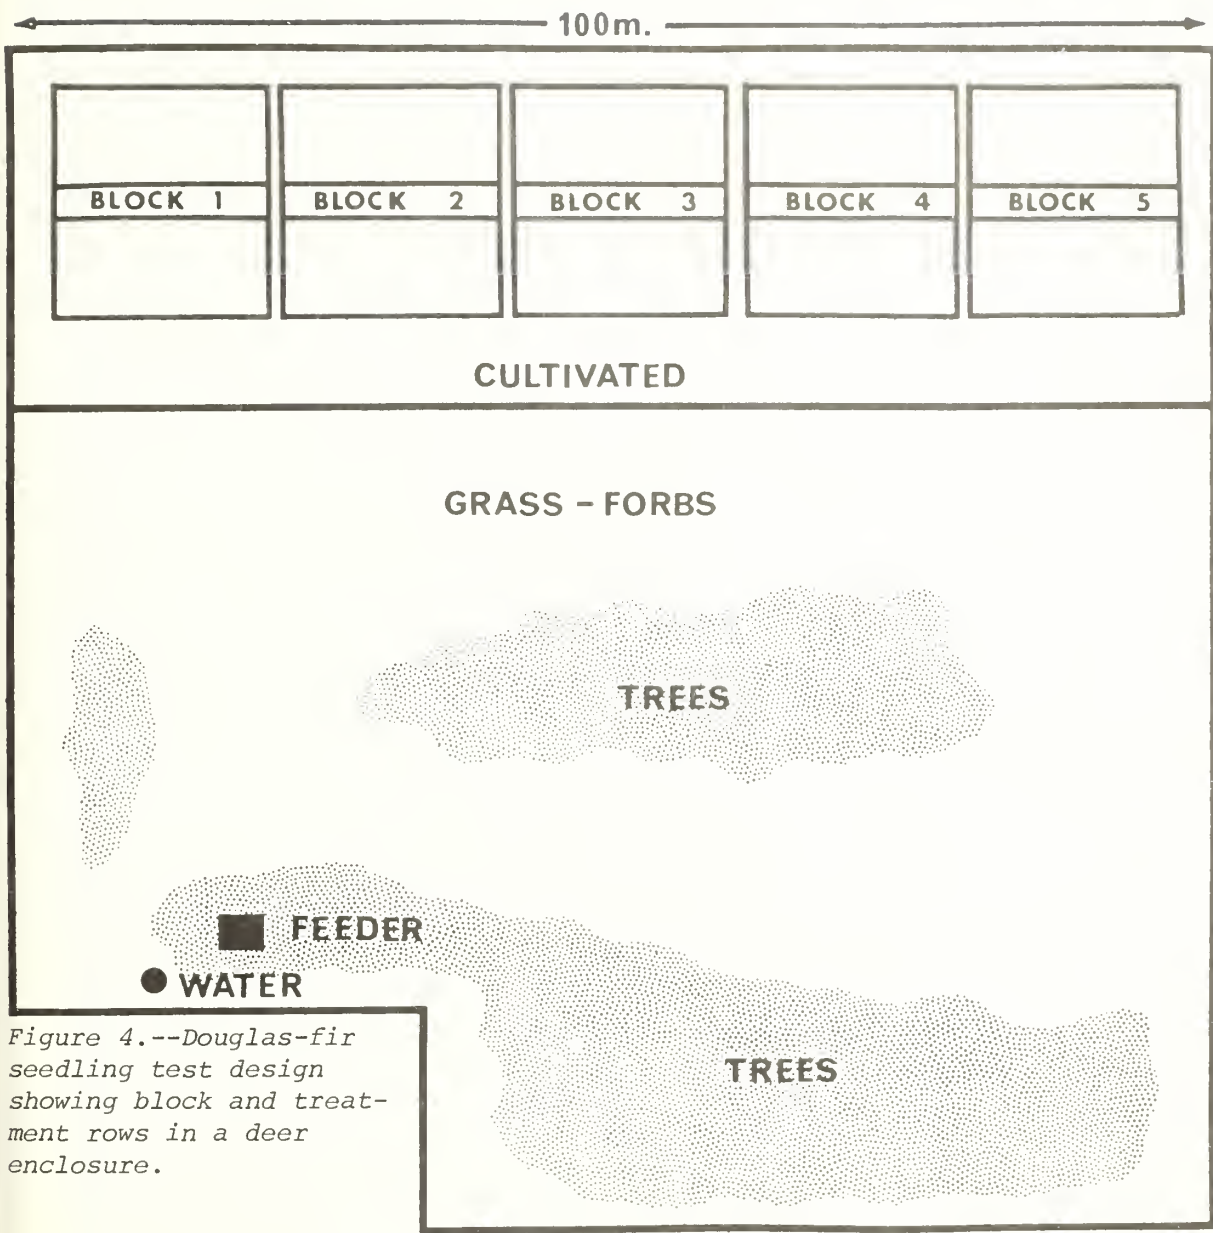 100m.
BLOCK 1
BLOCK 2
BLOCK 3
BLOCK 4
BLOCK 5
CULTIVATED
GRASS - FORBS
TREES
FEEDER
WATER
TREES
Figure 4.--Douglas-fir
seedling test design
showing block and treat-
ment rows in a deer
enclosure.